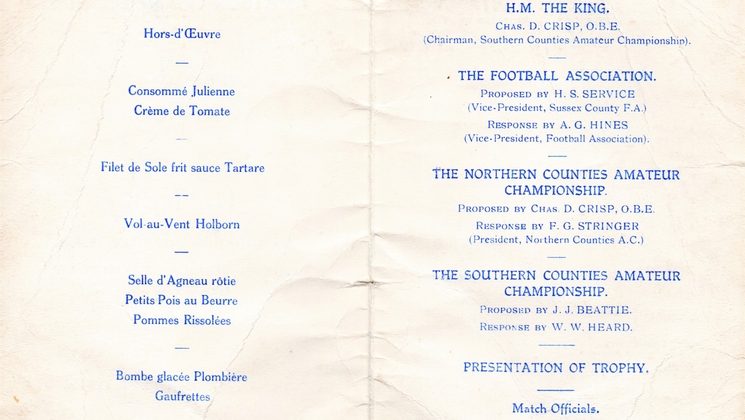 Hors-d'Œuvre
Consommé Julienne
Crème de Tomate
Filet de Sole frit sauce Tartare
Vol-au-Vent Holborn
Selle d'Agneau rôtie
Petits Pois au Beurre
Pommes Rissolées
Bombe glacée Plombière
Gaufrettes
H.M. THE KING.
CHAS. D. CRISP, O.B.E.
(Chairman, Southern Counties Amateur Championship).
THE FOOTBALL ASSOCIATION.
PROPOSED BY H. S. SERVICE
(Vice-President, Sussex County F.A.)
RESPONSE BY A. G. HINES
(Vice-President, Football Association).
THE NORTHERN COUNTIES AMATEUR
CHAMPIONSHIP.
PROPOSED BY CHAS. D. CRISP, O.B.E.
RESPONSE BY F. G. STRINGER
(President, Northern Counties A.C.)
THE SOUTHERN COUNTIES AMATEUR
CHAMPIONSHIP.
PROPOSED BY J. J. BEATTIE.
RESPONSE BY W. W. HEARD.
PRESENTATION OF TROPHY.
Match Officials.